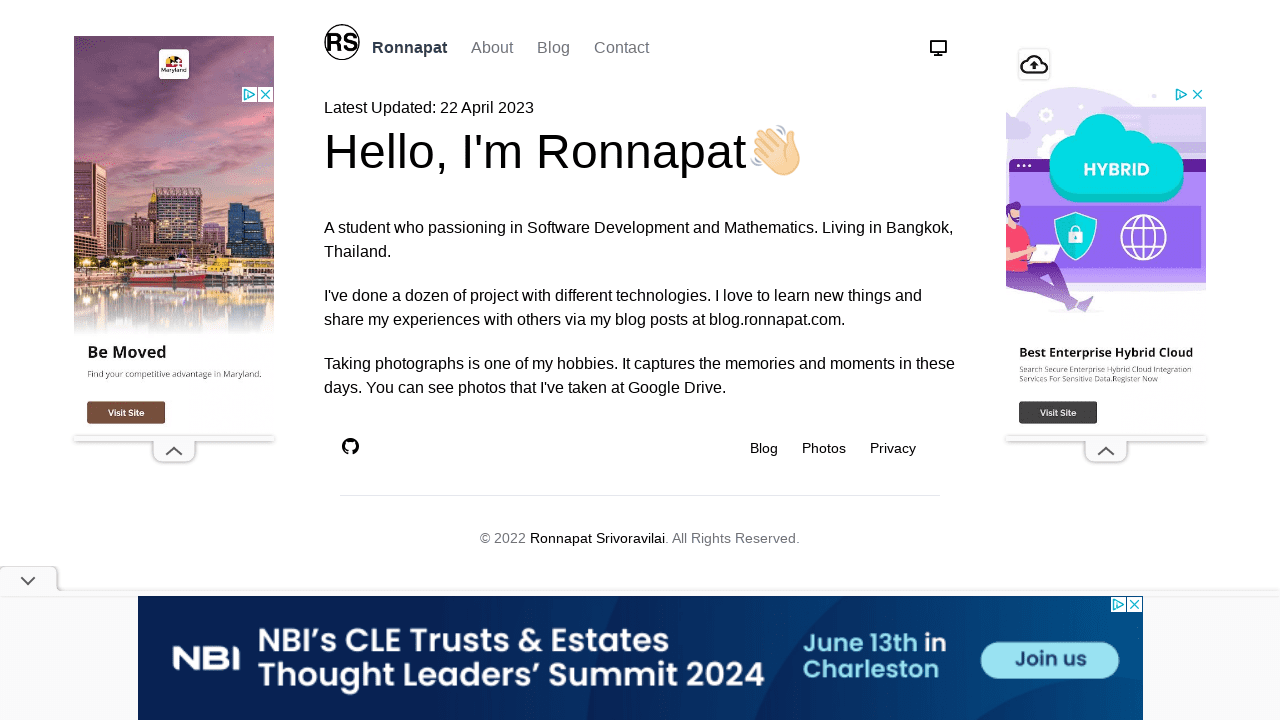 RS
Ronnapat
About
Blog
Contact
Latest Updated: 22 April 2023
Hello, I'm Ronnapat
A student who passioning in Software Development and Mathematics. Living in Bangkok,
Thailand.
I've done a dozen of project with different technologies. I love to learn new things and
share my experiences with others via my blog posts at blog.ronnapat.com.
Taking photographs is one of my hobbies. It captures the memories and moments in these
days. You can see photos that I've taken at Google Drive.
Blog
Photos
Privacy
© 2022 Ronnapat Srivoravilai. All Rights Reserved.
Maryland
Be Moved
Find your competitive advantage in Maryland.
Visit Site
HYBRID
Best Enterprise Hybrid Cloud
Search Secure Enterprise Hybrid Cloud Integration
Services For Sensitive Data.Register Now
Visit Site
NBI
NBI's CLE Trusts & Estates
Thought Leaders' Summit 2024
June 13th in
Charleston
Join us